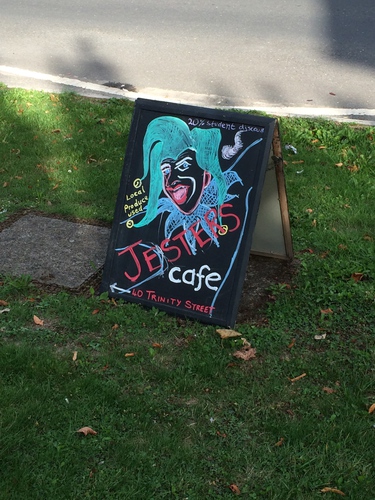 20% student discount
Local
Produce
used
JESTERS
cafe
40 TRINITY STREET